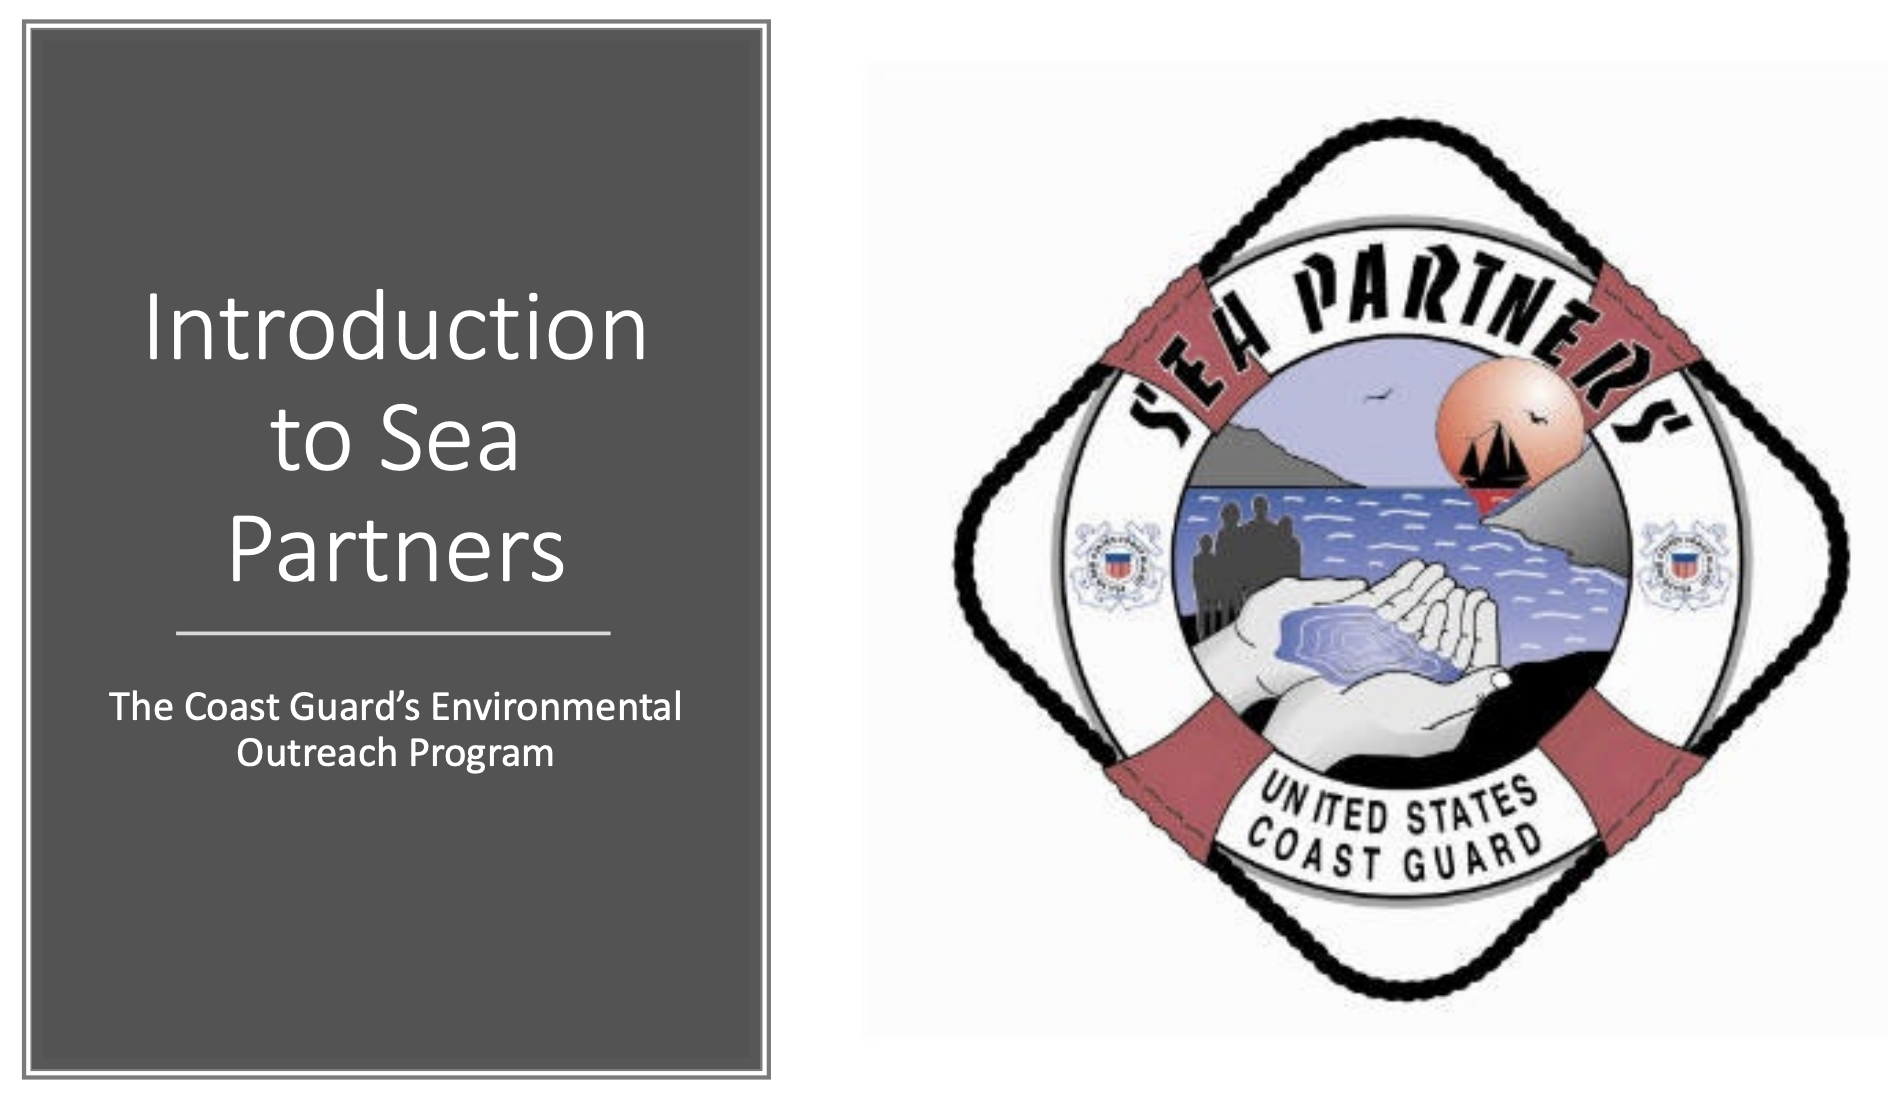 Introduction
to Sea
Partners
The Coast Guard’s Environmental
Outreach Program
SEA PARTNERS
UNITED STATES
COAST GUARD